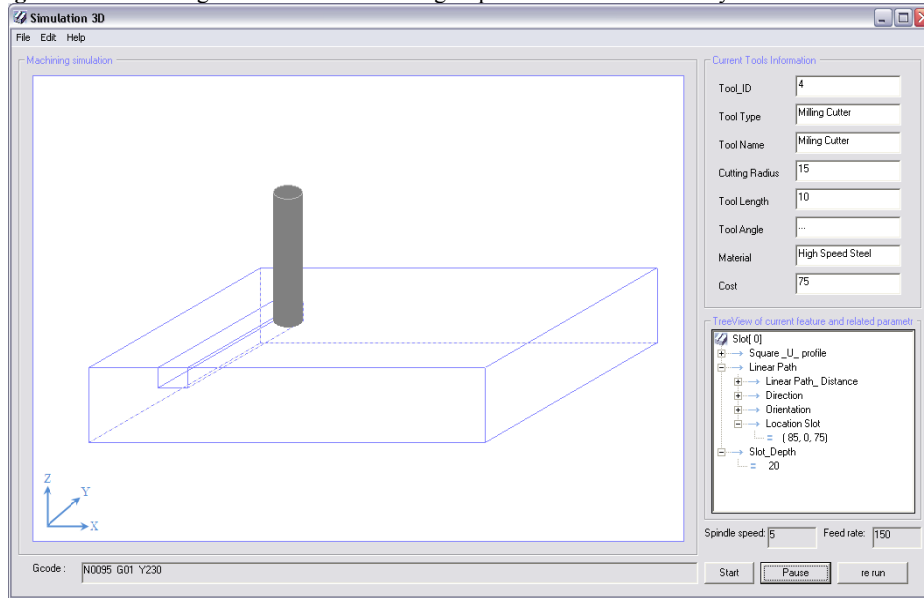 Simulation 3D
File Edit Help
Machining simulation
Z
Y
X
Gcode : N0095 G01 Y230
Current Tools Information
Tool_ID 4
Tool Type Milling Cutter
Tool Name Miling Cutter
Cutting Radius 15
Tool Length 10
Tool Angle ...
Material High Speed Steel
Cost 75
TreeView of current feature and related parametr
Slot[ 0]
Square _U_ profile
Linear Path
Linear Path_ Distance
Direction
Orientation
Location Slot
= ( 85, 0, 75)
Slot_Depth
= 20
Spindle speed: 5 Feed rate: 150
Start Pause re run